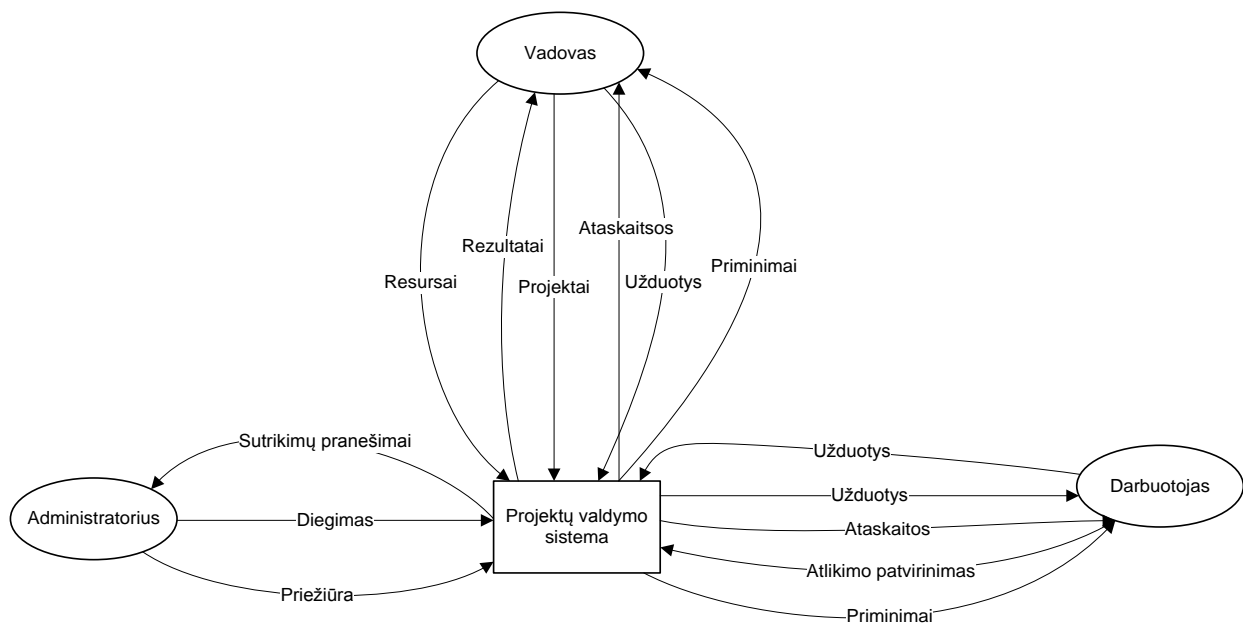 Vadovas
Ataskaitsos
Rezultatai
Užduotys
Priminimai
Resursai
Projektai
Sutrikimų pranešimai
Užduotys
Užduotys
Darbuotojas
Administratorius
Diegimas
Projektų valdymo
sistema
Ataskaitos
Atlikimo patvirinimas
Priežiūra
Priminimai